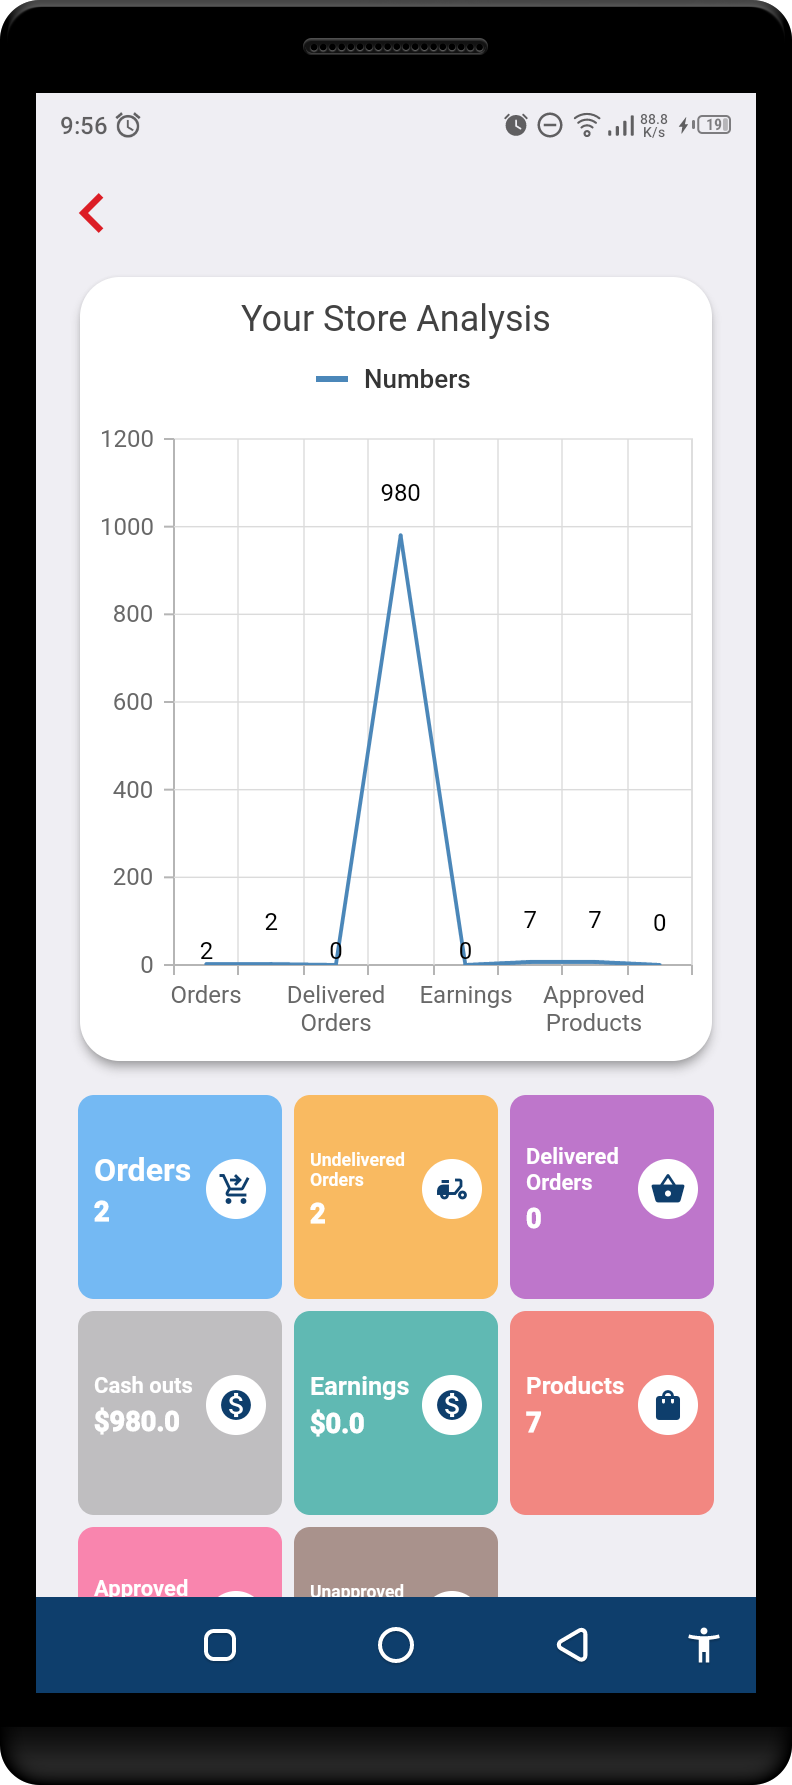 9:56
88.8
K/s
19
Your Store Analysis
Numbers
1200
1000
800
600
400
200
0
980
2
2
0
0
7
7
0
Orders
Delivered
Orders
Earnings
Approved
Products
Orders
2
Undelivered
Orders
2
Delivered
Orders
0
Cash outs
$980.0
Earnings
$0.0
Products
7
Approved
Unapproved